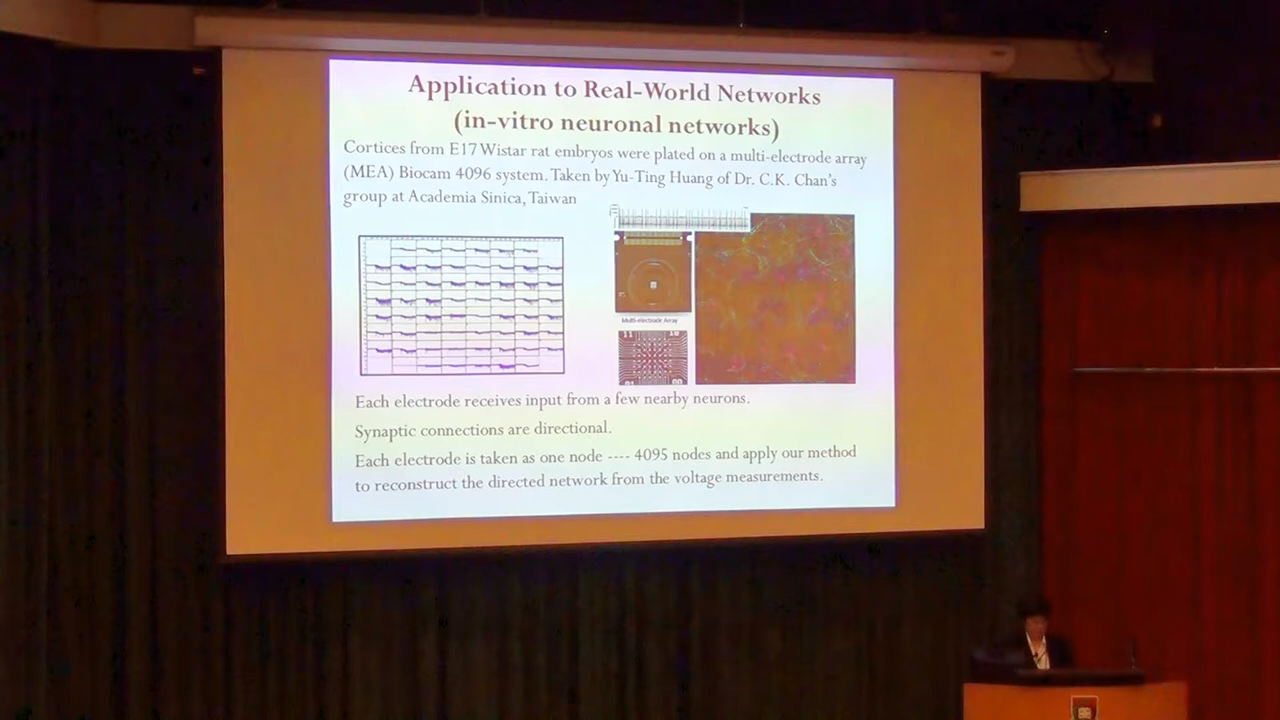 Application to Real-World Networks
(in-vitro neuronal networks)
Cortices from E17 Wistar rat embryos were plated on a multi-electrode array
(MEA) Biocam 4096 system. Taken by Yu-Ting Huang of Dr. C.K. Chan's
group at Academia Sinica, Taiwan
Multi-electrode Array
Each electrode receives input from a few nearby neurons.
Synaptic connections are directional.
Each electrode is taken as one node ---- 4095 nodes and apply our method
to reconstruct the directed network from the voltage measurements.